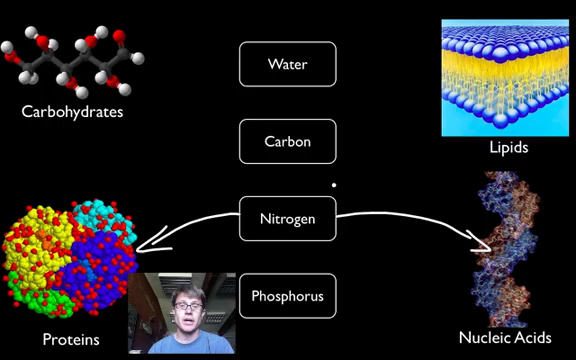 Water
Carbohydrates
Carbon
Lipids
Nitrogen
Phosphorus
Proteins
Nucleic Acids